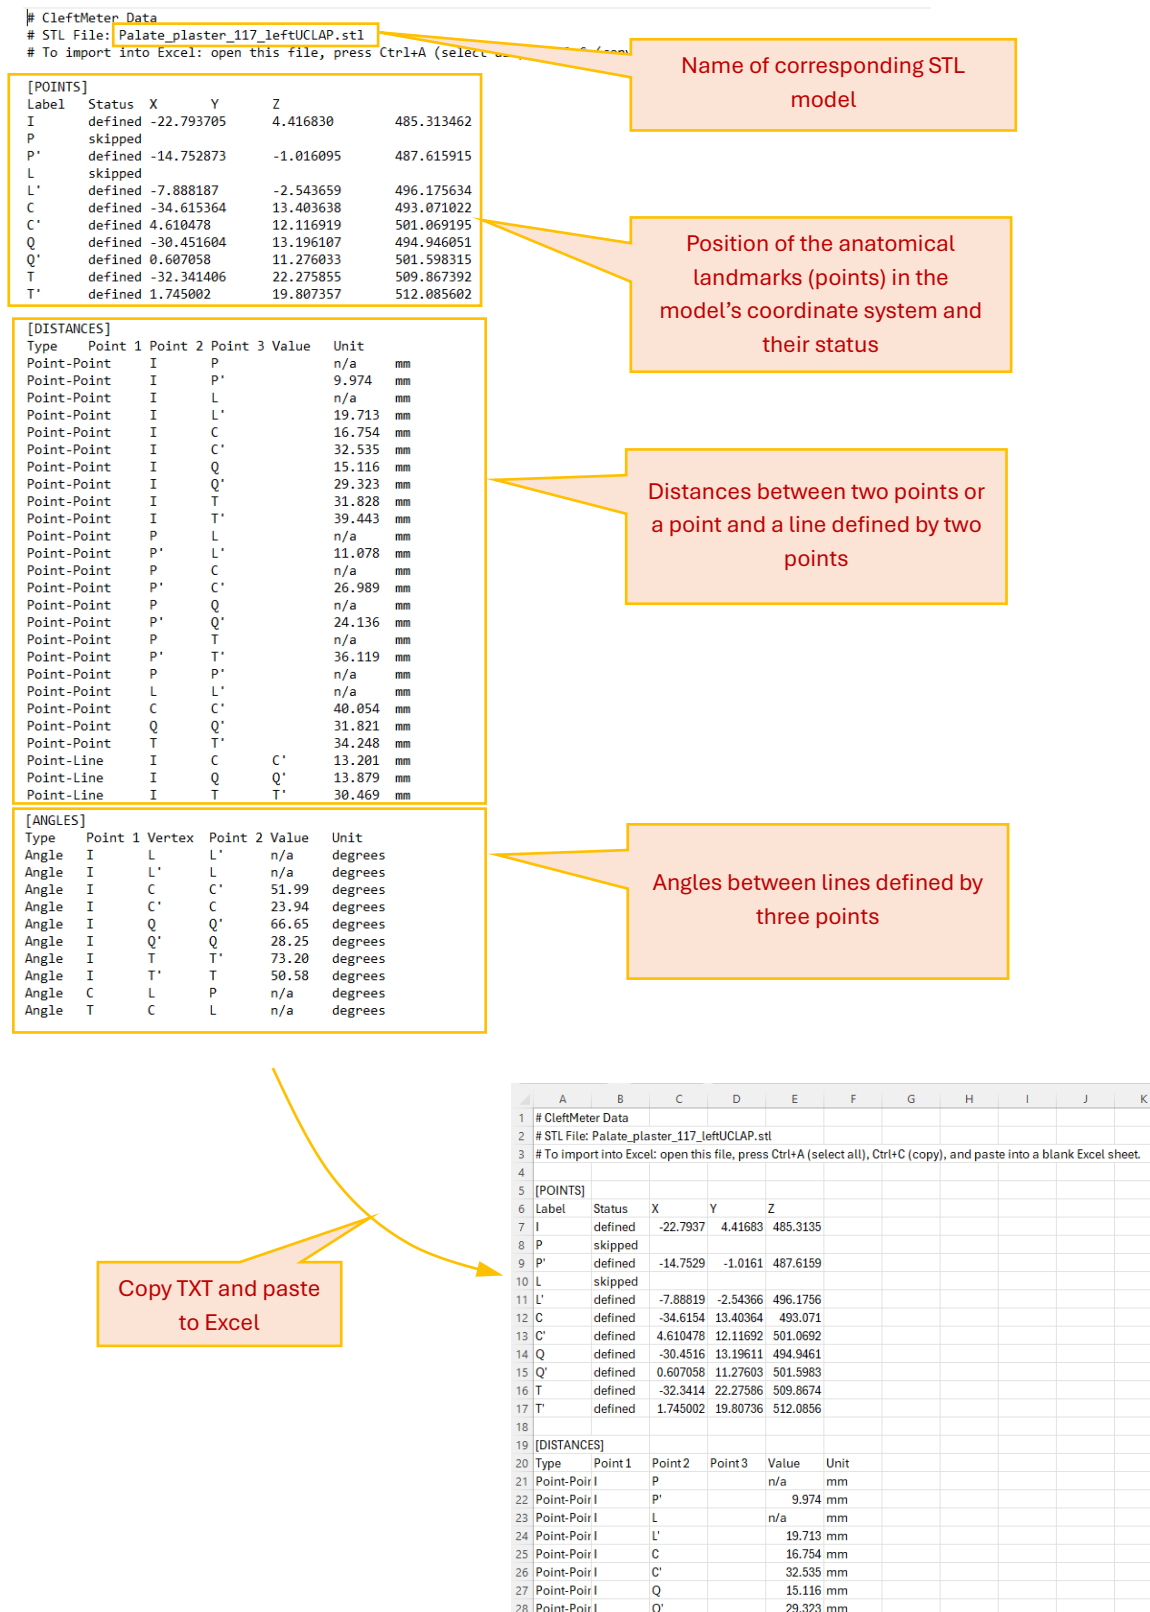 # CleftMeter Data
# STL File: Palate_plaster_117_leftUCLAP.stl
# To import into Excel: open this file, press Ctrl+A (select
Name of corresponding STL
model
[POINTS]
Label Status X Y Z
I defined -22.793705 4.416830 485.313462
P skipped
P' defined -14.752873 -1.016095 487.615915
L skipped
L' defined -7.888187 -2.543659 496.175634
C defined -34.615364 13.403638 493.071022
C' defined 4.610478 12.116919 501.069195
Q defined -30.451604 13.196107 494.946051
Q' defined 0.607058 11.276033 501.598315
T defined -32.341406 22.275855 509.867392
T' defined 1.745002 19.807357 512.085602
Position of the anatomical
landmarks (points) in the
model's coordinate system and
their status
[DISTANCES]
Type Point 1 Point 2 Point 3 Value Unit
Point-Point I P n/a mm
Point-Point I P' 9.974 mm
Point-Point I L n/a mm
Point-Point I L' 19.713 mm
Point-Point I C 16.754 mm
Point-Point I C' 32.535 mm
Point-Point I Q 15.116 mm
Point-Point I Q' 29.323 mm
Point-Point I T 31.828 mm
Point-Point I T' 39.443 mm
Point-Point P L n/a mm
Point-Point P' L' 11.078 mm
Point-Point P C n/a mm
Point-Point P' C' 26.989 mm
Point-Point P Q n/a mm
Point-Point P' Q' 24.136 mm
Point-Point P T n/a mm
Point-Point P' T' 36.119 mm
Point-Point P P' n/a mm
Point-Point L L' n/a mm
Point-Point C C' 40.054 mm
Point-Point Q Q' 31.821 mm
Point-Point T T' 34.248 mm
Point-Line I C C' 13.201 mm
Point-Line I Q Q' 13.879 mm
Point-Line I T T' 30.469 mm
Distances between two points or
a point and a line defined by two
points
[ANGLES]
Type Point 1 Vertex Point 2 Value Unit
Angle I L L' n/a degrees
Angle I L' L n/a degrees
Angle I C C' 51.99 degrees
Angle I C' C 23.94 degrees
Angle I Q Q' 66.65 degrees
Angle I Q' Q 28.25 degrees
Angle I T T' 73.20 degrees
Angle I T' T 50.58 degrees
Angle C L P n/a degrees
Angle T C L n/a degrees
Angles between lines defined by
three points
Copy TXT and paste
to Excel
A B C D E F G H I J K
1 # CleftMeter Data
2 # STL File: Palate_plaster_117_leftUCLAP.stl
3 # To import into Excel: open this file, press Ctrl+A (select all), Ctrl+C (copy), and paste into a blank Excel sheet.
4
5 [POINTS]
6 Label Status X Y Z
7 I defined -22.7937 4.41683 485.3135
8 P skipped
9 P' defined -14.7529 -1.0161 487.6159
10 L skipped
11 L' defined -7.88819 -2.54366 496.1756
12 C defined -34.6154 13.40364 493.071
13 C' defined 4.610478 12.11692 501.0692
14 Q defined -30.4516 13.19611 494.9461
15 Q' defined 0.607058 11.27603 501.5983
16 T defined -32.3414 22.27586 509.8674
17 T' defined 1.745002 19.80736 512.0856
18
19 [DISTANCES]
20 Type Point 1 Point 2 Point 3 Value Unit
21 Point-Poir I P n/a mm
22 Point-Poir I P' 9.974 mm
23 Point-Poir I L n/a mm
24 Point-Poir I L' 19.713 mm
25 Point-Poir I C 16.754 mm
26 Point-Poir I C' 32.535 mm
27 Point-Poir I Q 15.116 mm
28 Point-Poir I Q' 29.323 mm